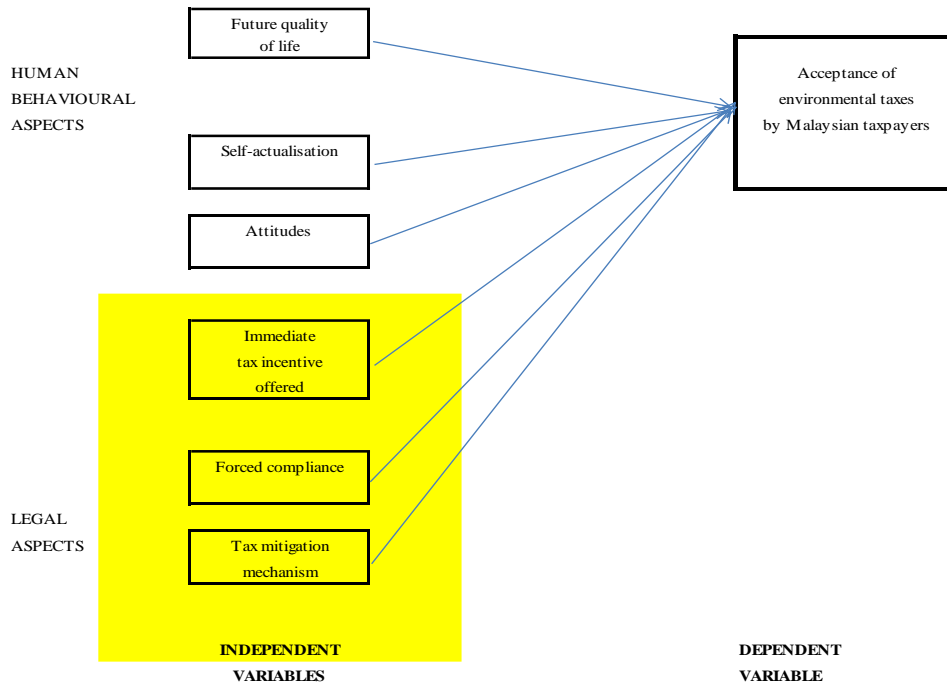 Future quality
of life
HUMAN
BEHAVIOURAL
ASPECTS
Acceptance of
environmental taxes
by Malaysian taxpayers
Self-actualisation
Attitudes
Immediate
tax incentive
offered
Forced compliance
LEGAL
ASPECTS
Tax mitigation
mechanism
INDEPENDENT
VARIABLES
DEPENDENT
VARIABLE